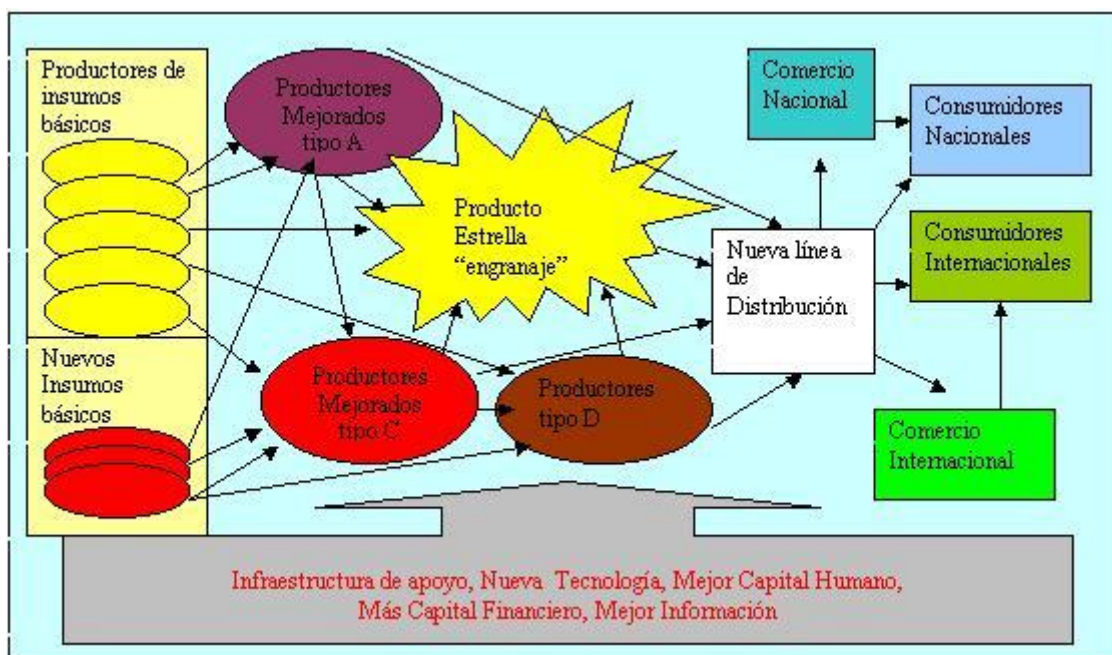 Productores de
insumos
básicos
Nuevos
Insumos
básicos
Productores
Mejorados
tipo A
Producto
Estrella
“engranaje”
Productores
Mejorados
tipo C
Productores
tipo D
Nueva línea
de
Distribución
Comercio
Nacional
Consumidores
Nacionales
Consumidores
Internacionales
Comercio
Internacional
Infraestructura de apoyo, Nueva Tecnología, Mejor Capital Humano,
Más Capital Financiero, Mejor Información